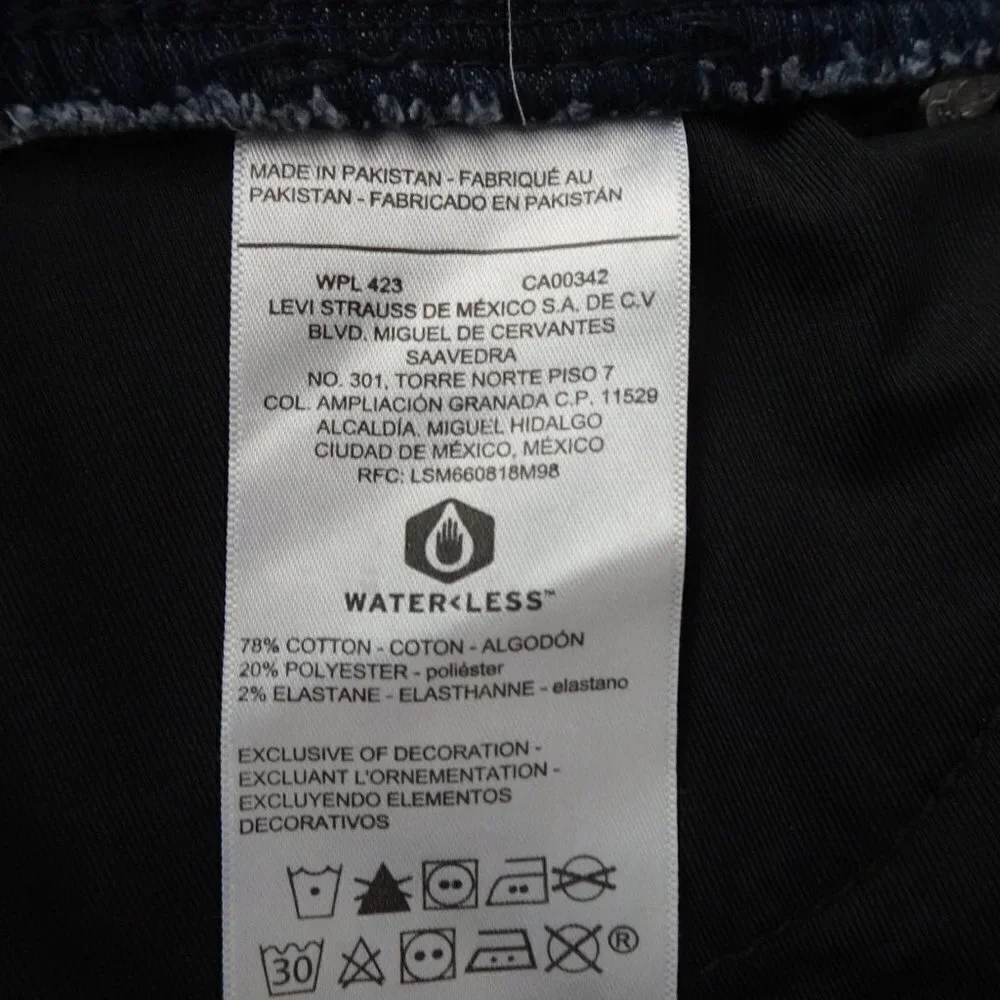 MADE IN PAKISTAN - FABRIQUÉ AU
PAKISTAN - FABRICADO EN PAKISTÁN
WPL 423 CA00342
LEVI STRAUSS DE MÉXICO S.A. DE C.V
BLVD. MIGUEL DE CERVANTES
SAAVEDRA
NO. 301, TORRE NORTE PISO 7
COL. AMPLIACIÓN GRANADA C.P. 11529
ALCALDÍA. MIGUEL HIDALGO
CIUDAD DE MÉXICO, MÉXICO
RFC: LSM660818M98
WATER<LESS™
78% COTTON - COTON - ALGODÓN
20% POLYESTER - poliéster
2% ELASTANE - ELASTHANNE - elastano
EXCLUSIVE OF DECORATION -
EXCLUANT L'ORNEMENTATION -
EXCLUYENDO ELEMENTOS
DECORATIVOS
30 ®